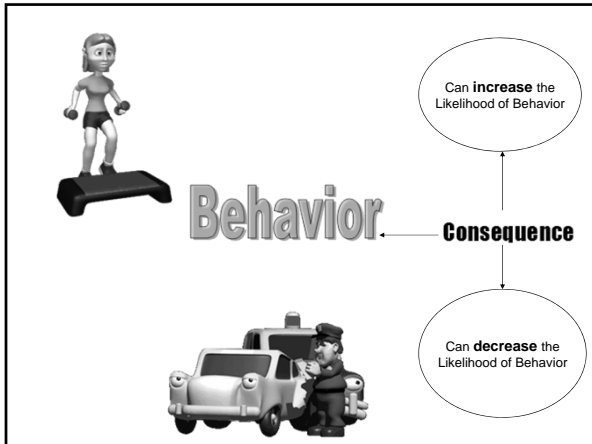 Can increase the
Likelihood of Behavior
Behavior
Consequence
Can decrease the
Likelihood of Behavior